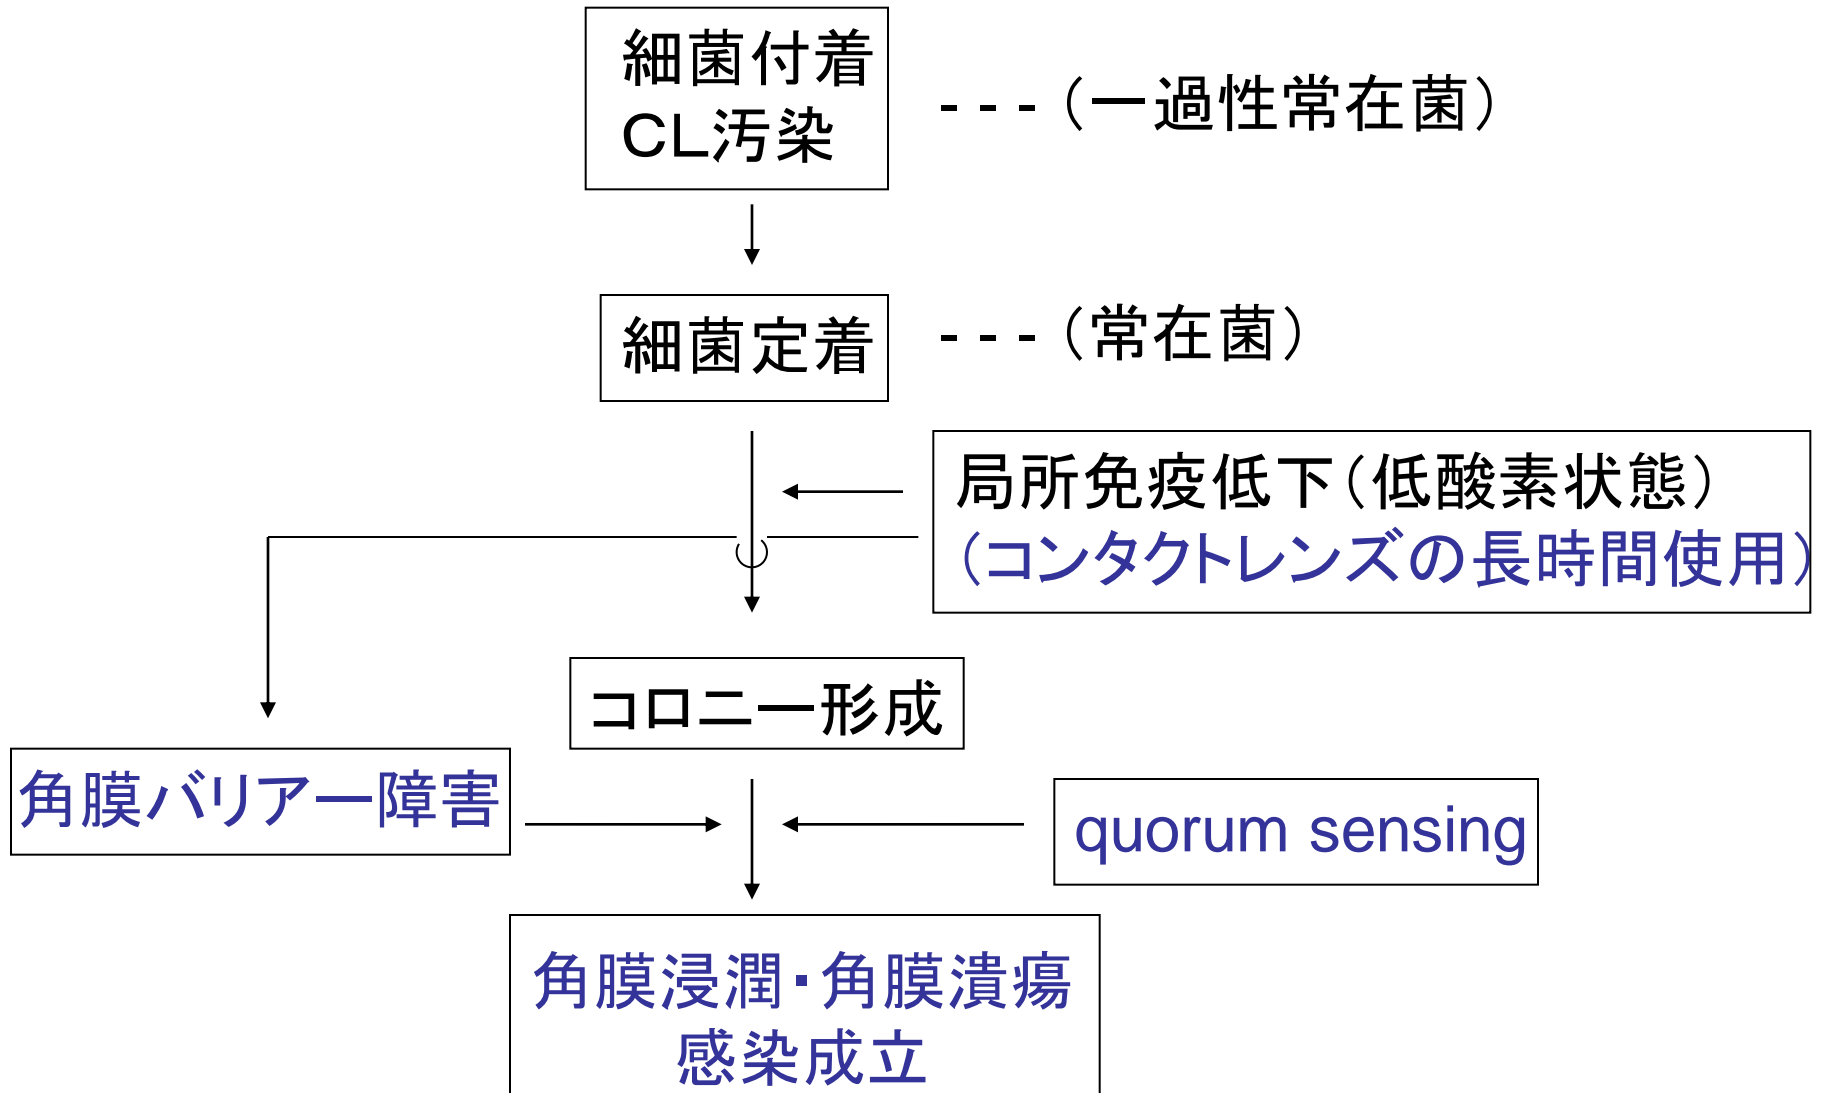 細菌付着
CL汚染
- - -（一過性常在菌）
細菌定着
- - -（常在菌）
局所免疫低下（低酸素状態）
（コンタクトレンズの長時間使用）
コロニー形成
角膜バリアー障害
quorum sensing
角膜浸潤・角膜潰瘍
感染成立